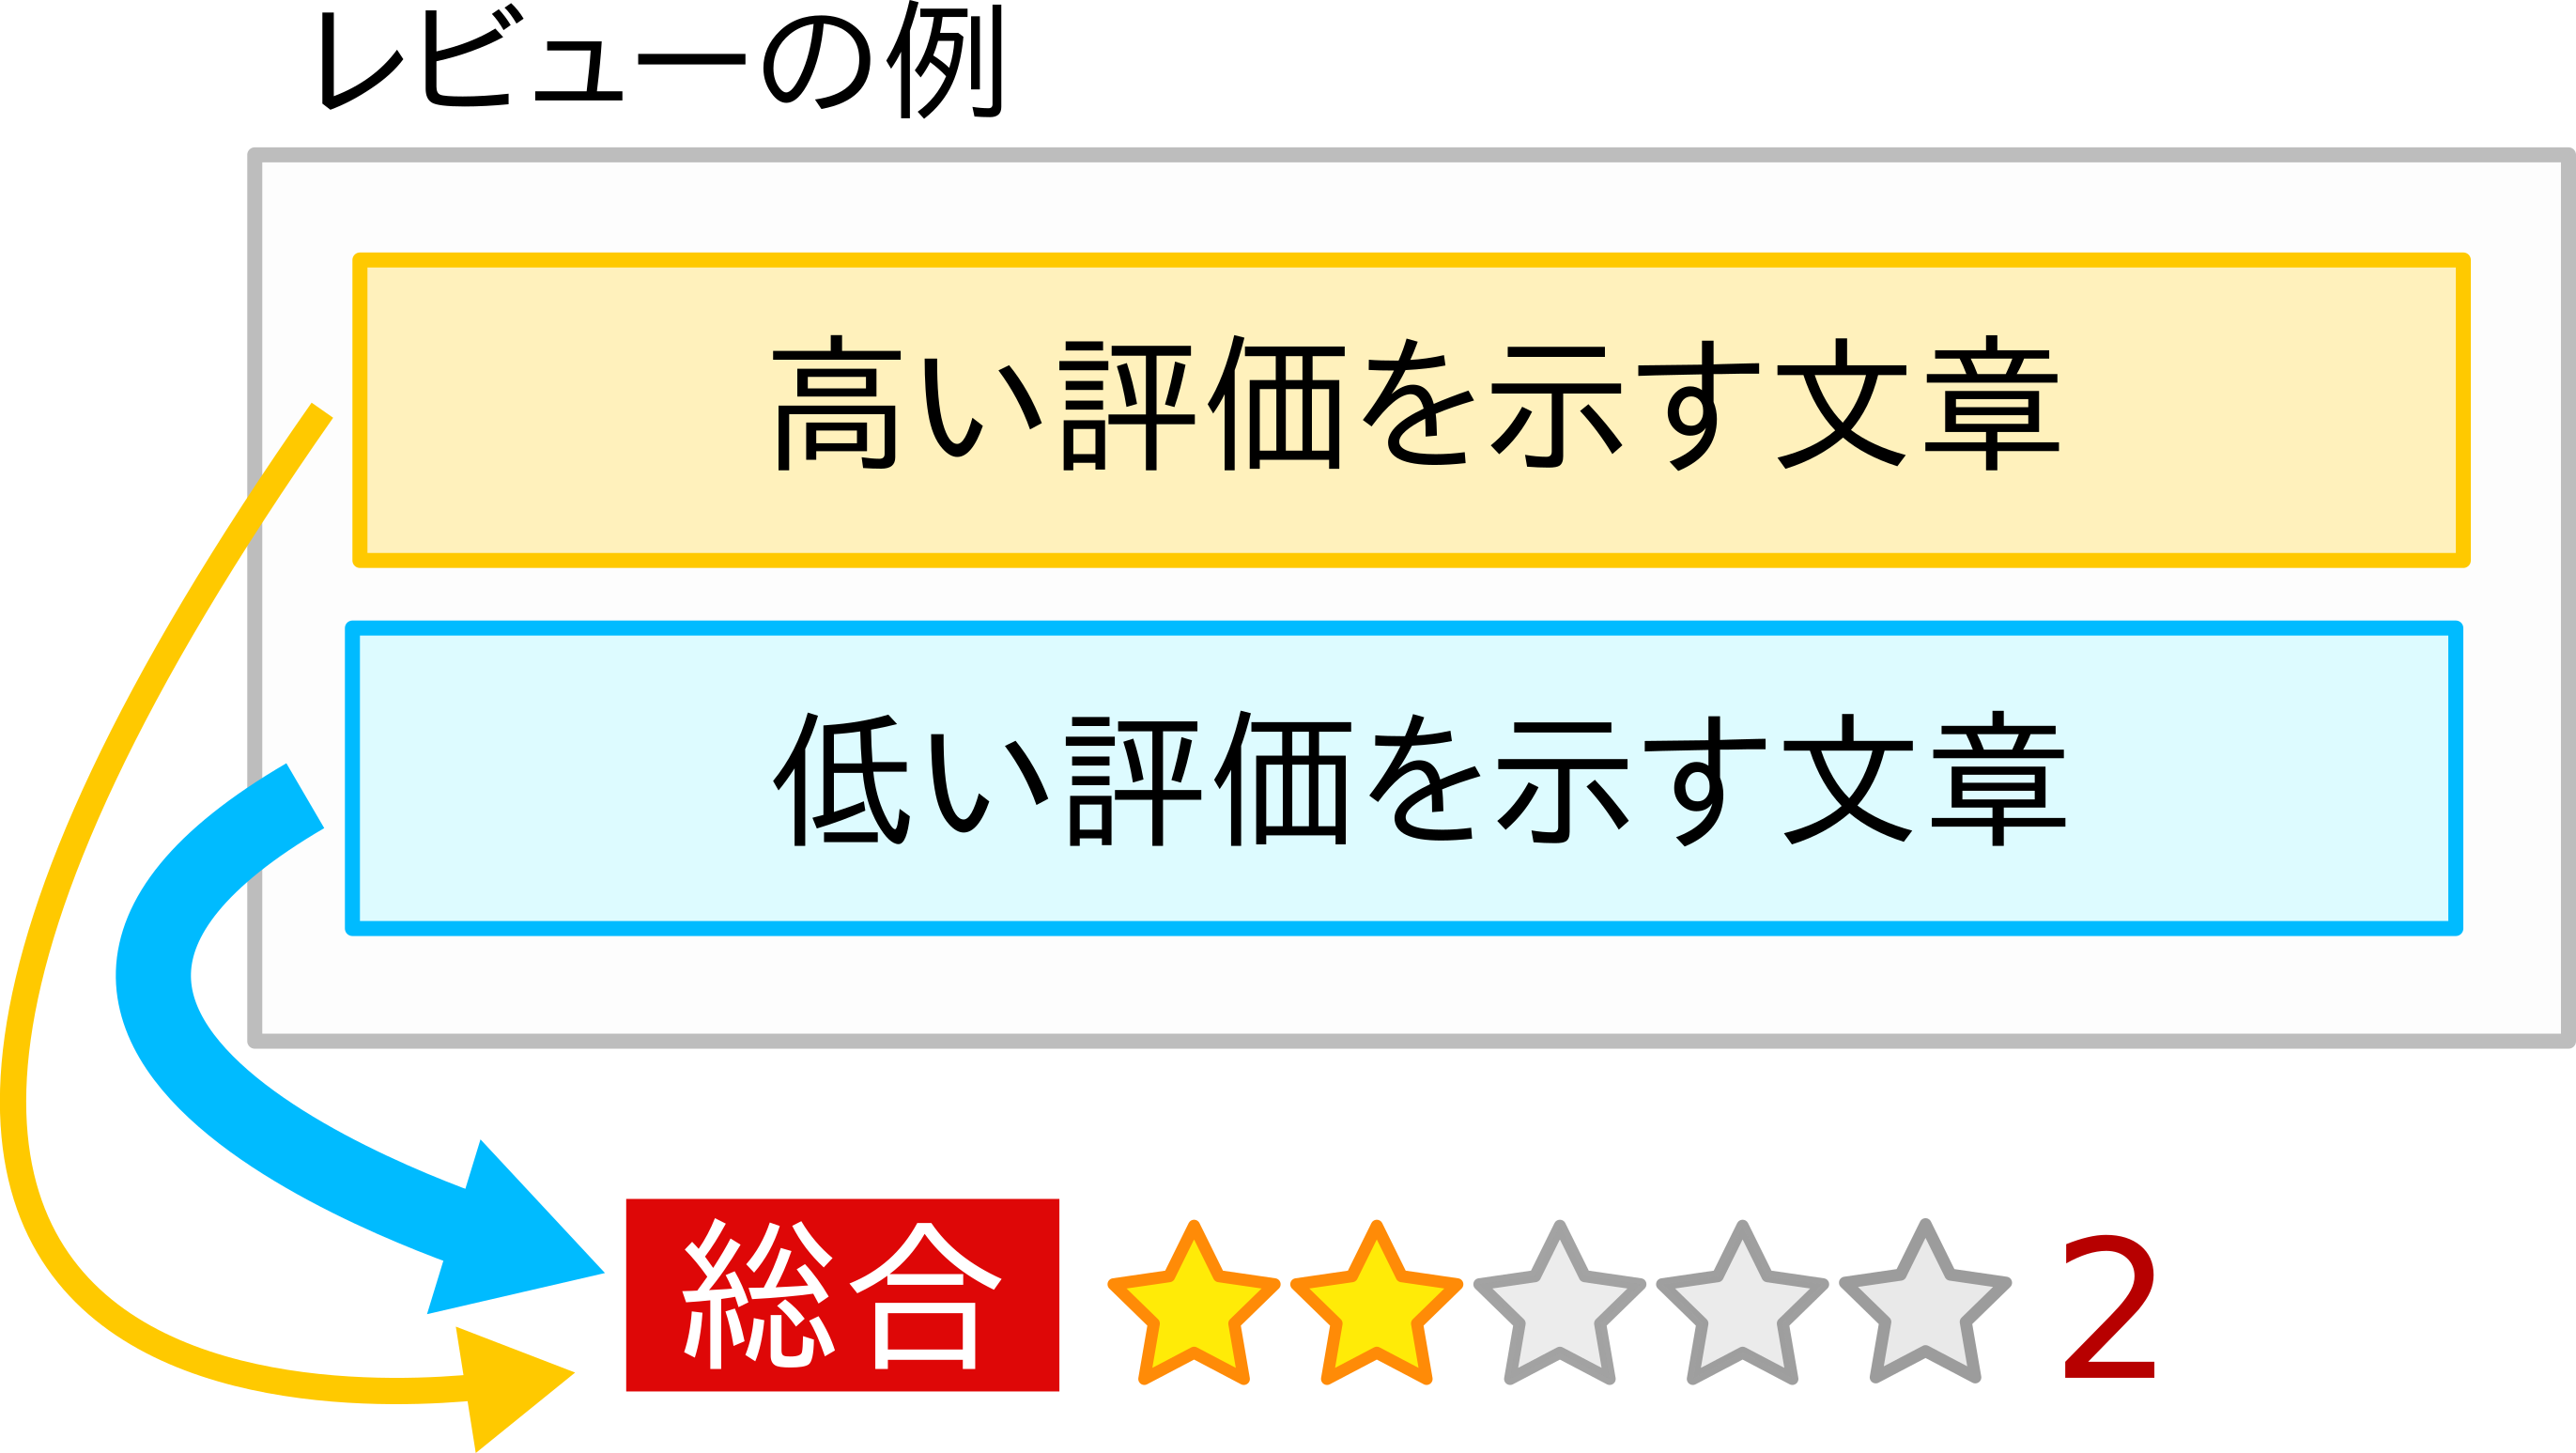 レビューの例
高い評価を示す文章
低い評価を示す文章
総合 2